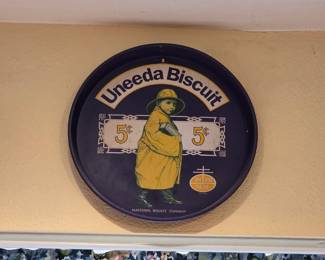 Uneeda Biscuit
5¢ 5¢
NATIONAL BISCUIT COMPANY